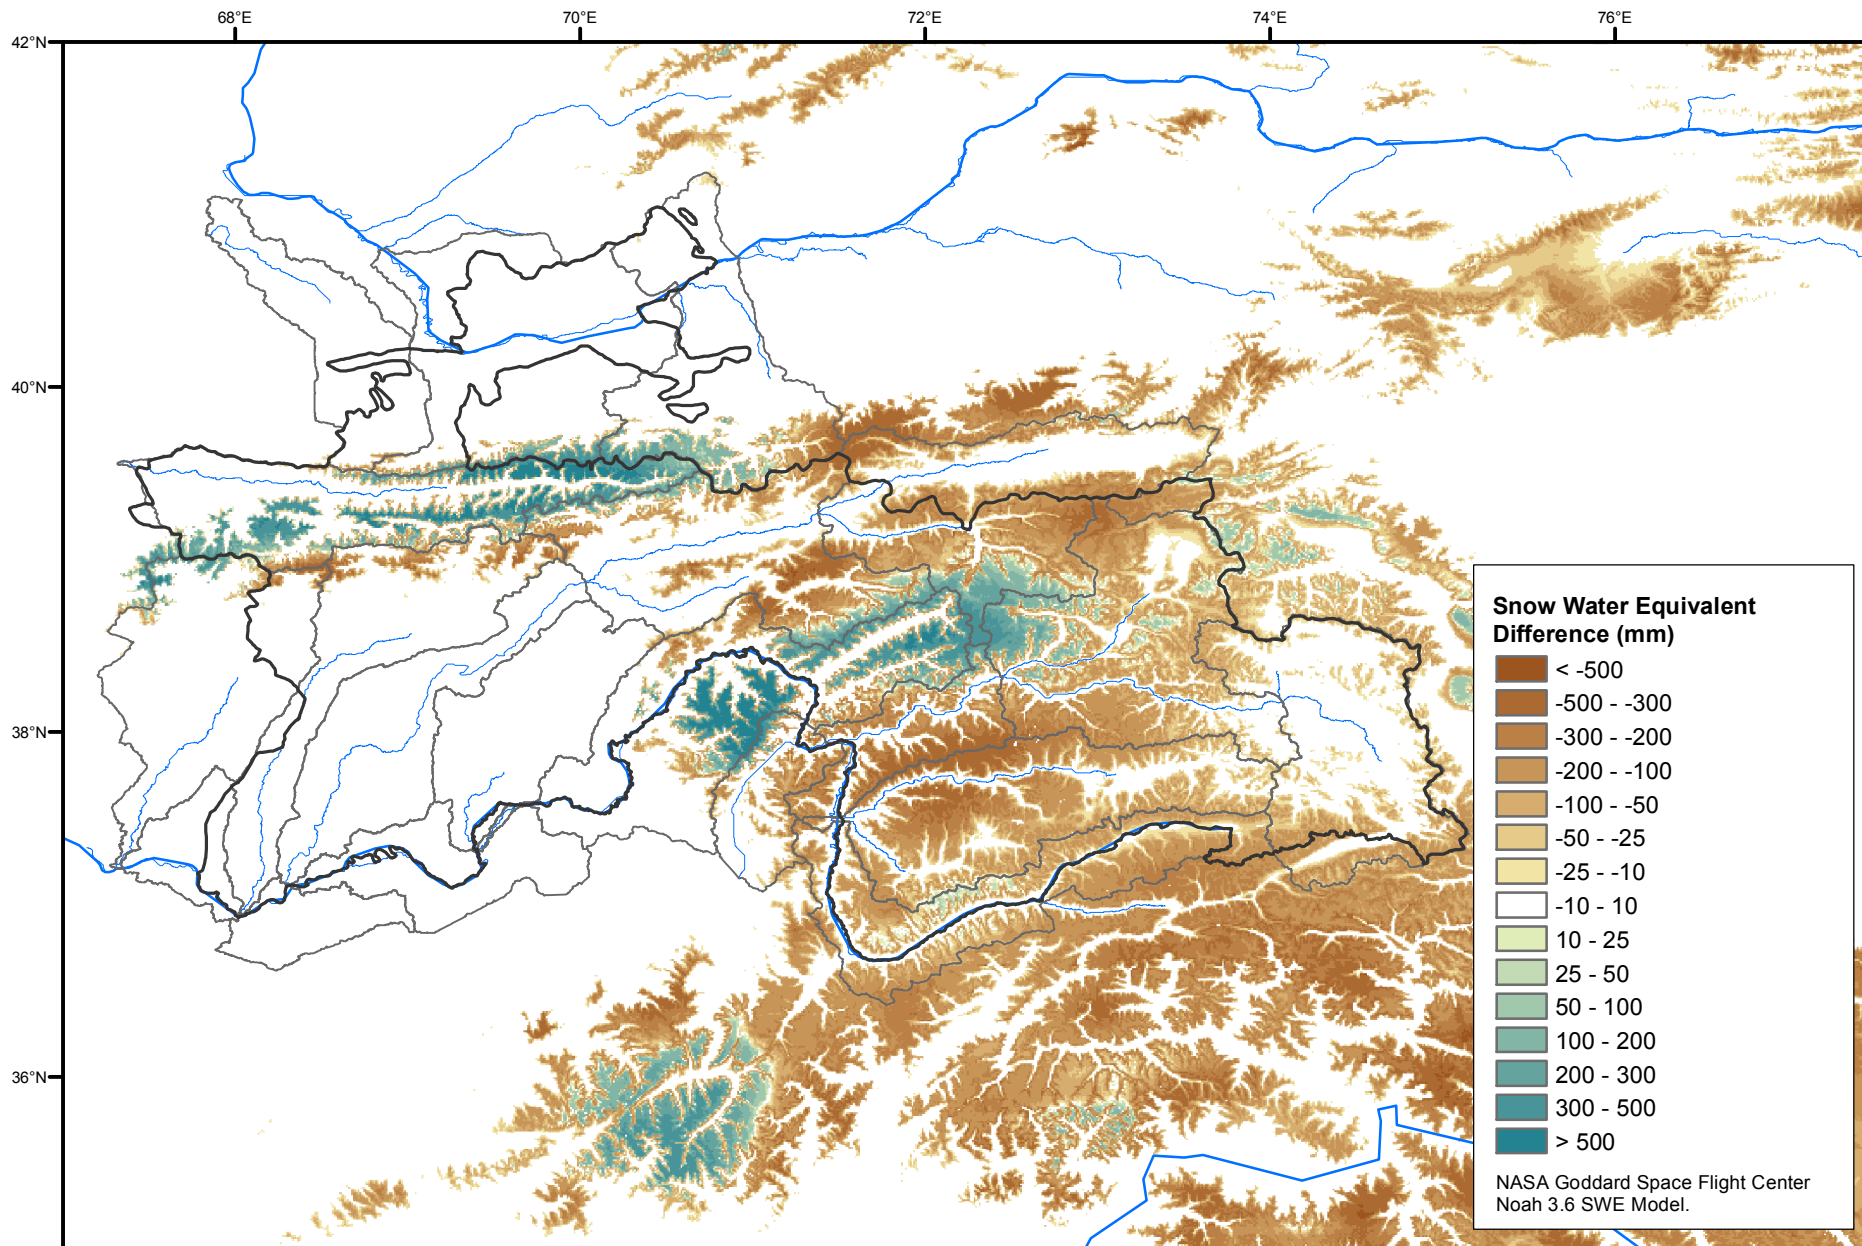 68°E
70°E
72°E
74°E
76°E
42°N
40°N
38°N
36°N
Snow Water Equivalent
Difference (mm)
< -500
-500 - -300
-300 - -200
-200 - -100
-100 - -50
-50 - -25
-25 - -10
-10 - 10
10 - 25
25 - 50
50 - 100
100 - 200
200 - 300
300 - 500
> 500
NASA Goddard Space Flight Center
Noah 3.6 SWE Model.